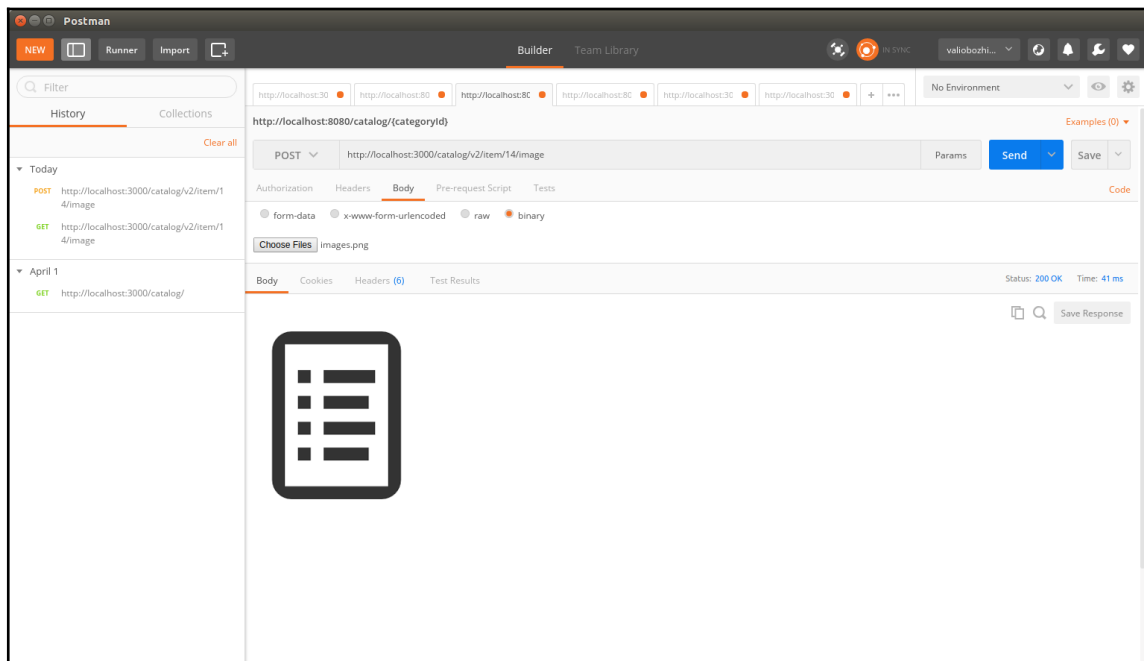 Postman
NEW Runner Import Builder Team Library IN SYNC valiobozhi...
Filter
History Collections
Clear all
Today
POST http://localhost:3000/catalog/v2/item/1
4/image
GET http://localhost:3000/catalog/v2/item/1
4/image
April 1
GET http://localhost:3000/catalog/
http://localhost:30 http://localhost:80 http://localhost:80 http://localhost:80 http://localhost:30 http://localhost:30 + ••• No Environment
http://localhost:8080/catalog/{categoryId} Examples (0)
POST http://localhost:3000/catalog/v2/item/14/image Params Send Save
Authorization Headers Body Pre-request Script Tests Code
form-data x-www-form-urlencoded raw binary
Choose Files images.png
Body Cookies Headers (6) Test Results Status: 200 OK Time: 41 ms
Save Response